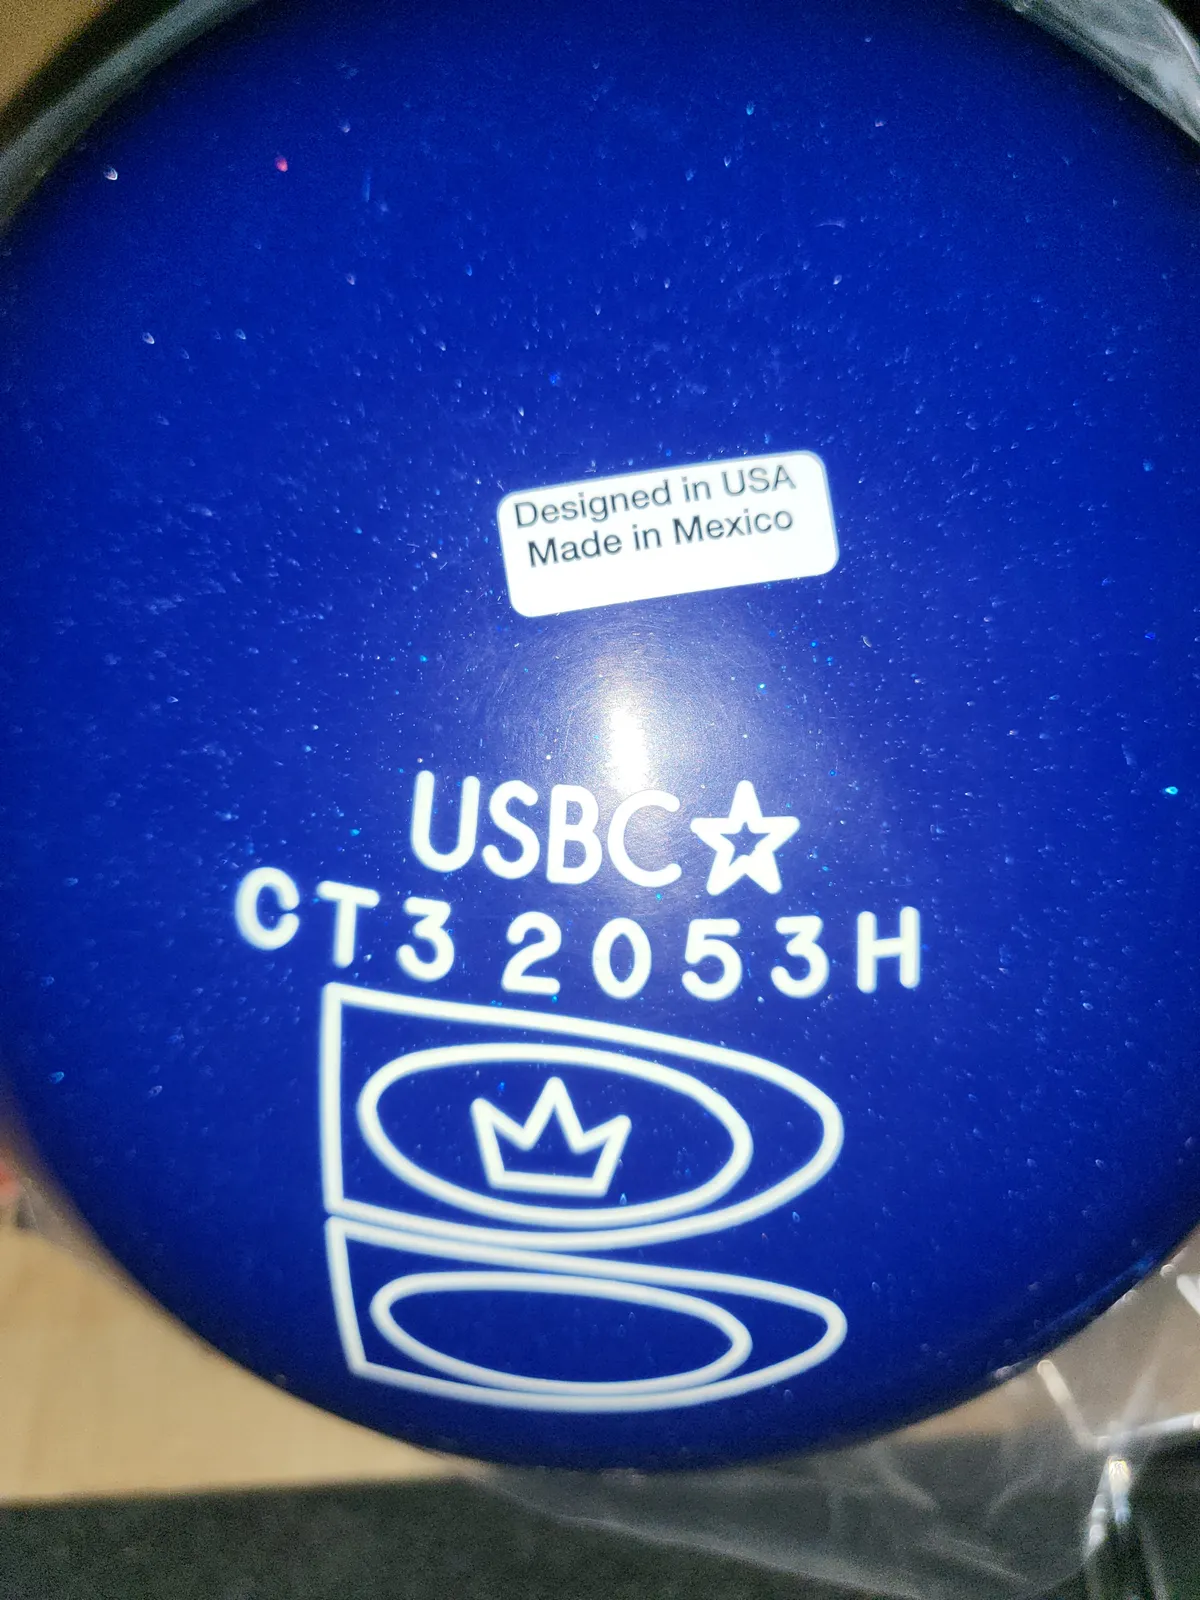 Designed in USA
Made in Mexico
USBC☆
CT3 2053H